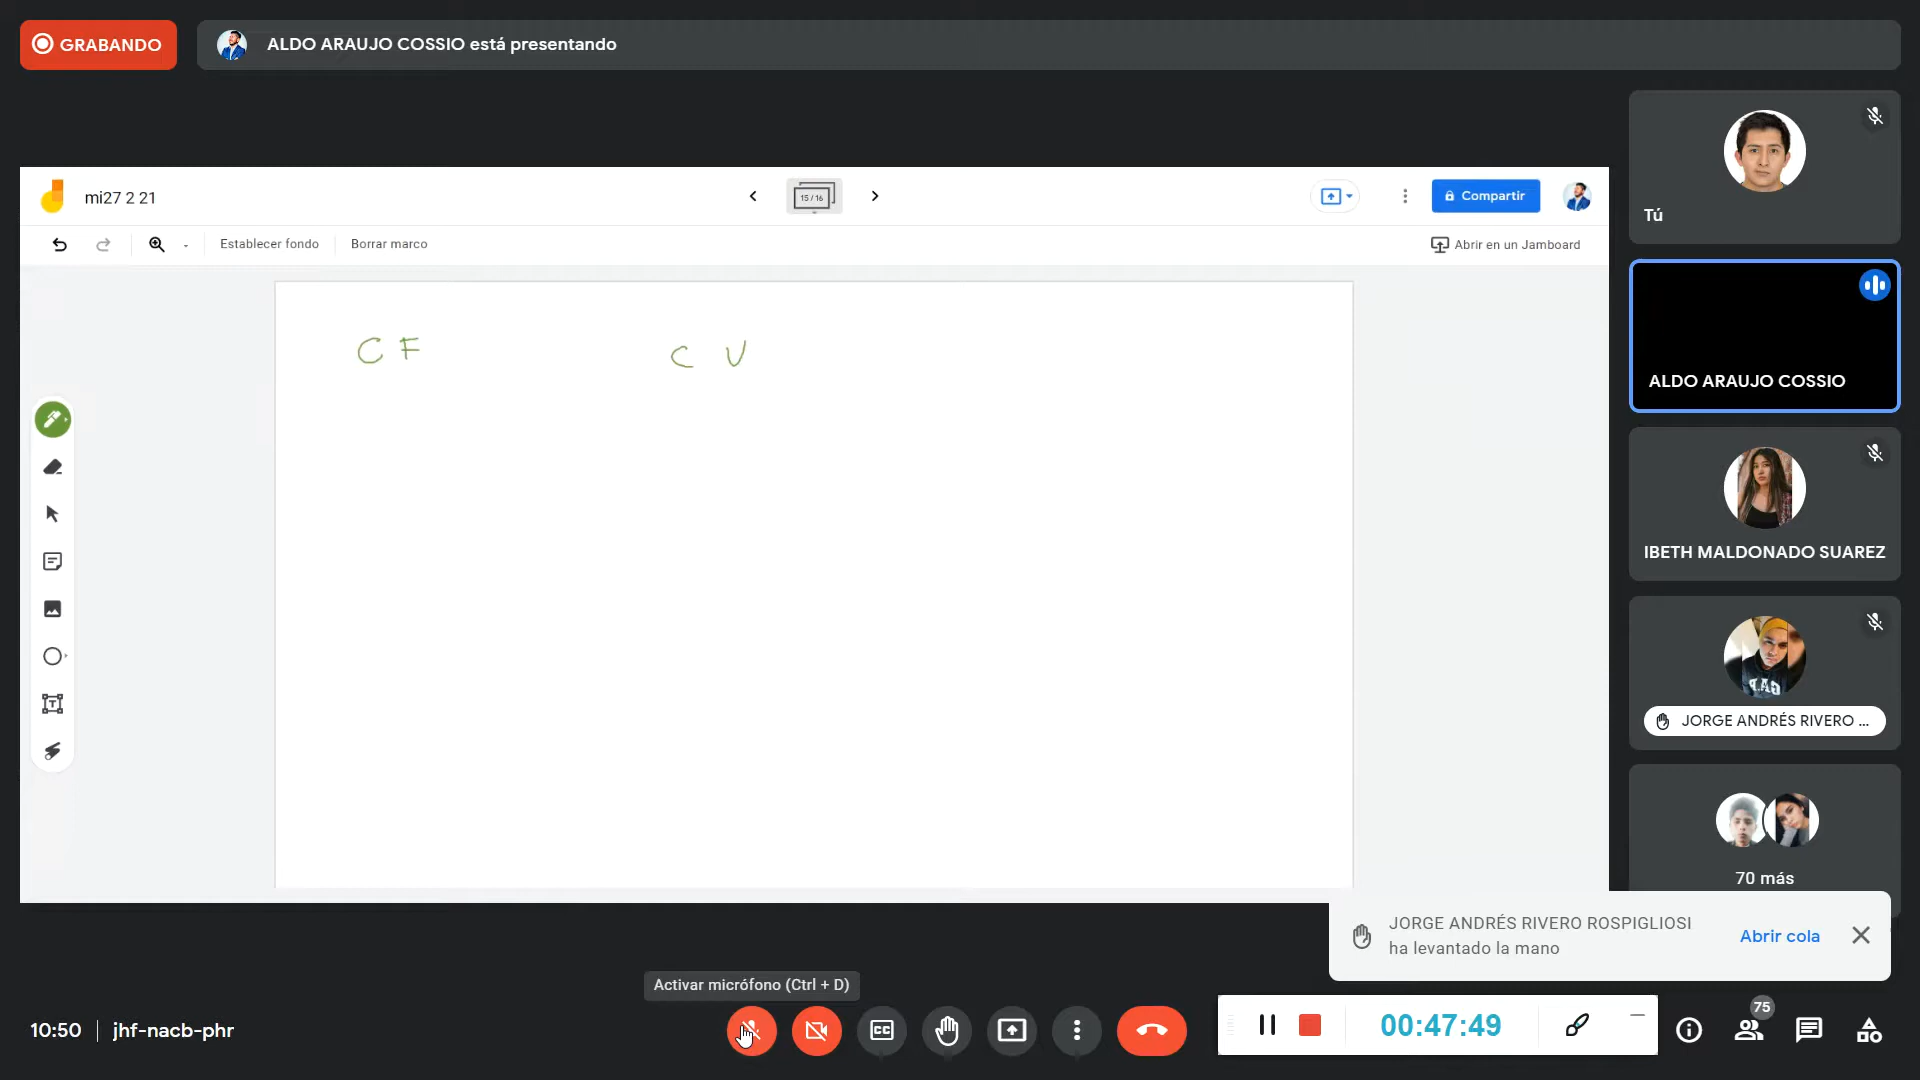 GRABANDO
ALDO ARAUJO COSSIO está presentando
mi27 2 21
15 / 16
Compartir
Establecer fondo
Borrar marco
Abrir en un Jamboard
C F
C V
Tú
ALDO ARAUJO COSSIO
IBETH MALDONADO SUAREZ
JORGE ANDRÉS RIVERO ...
70 más
JORGE ANDRÉS RIVERO ROSPIGLIOSI
ha levantado la mano
Abrir cola
Activar micrófono (Ctrl + D)
10:50
jhf-nacb-phr
CC
00:47:49
75